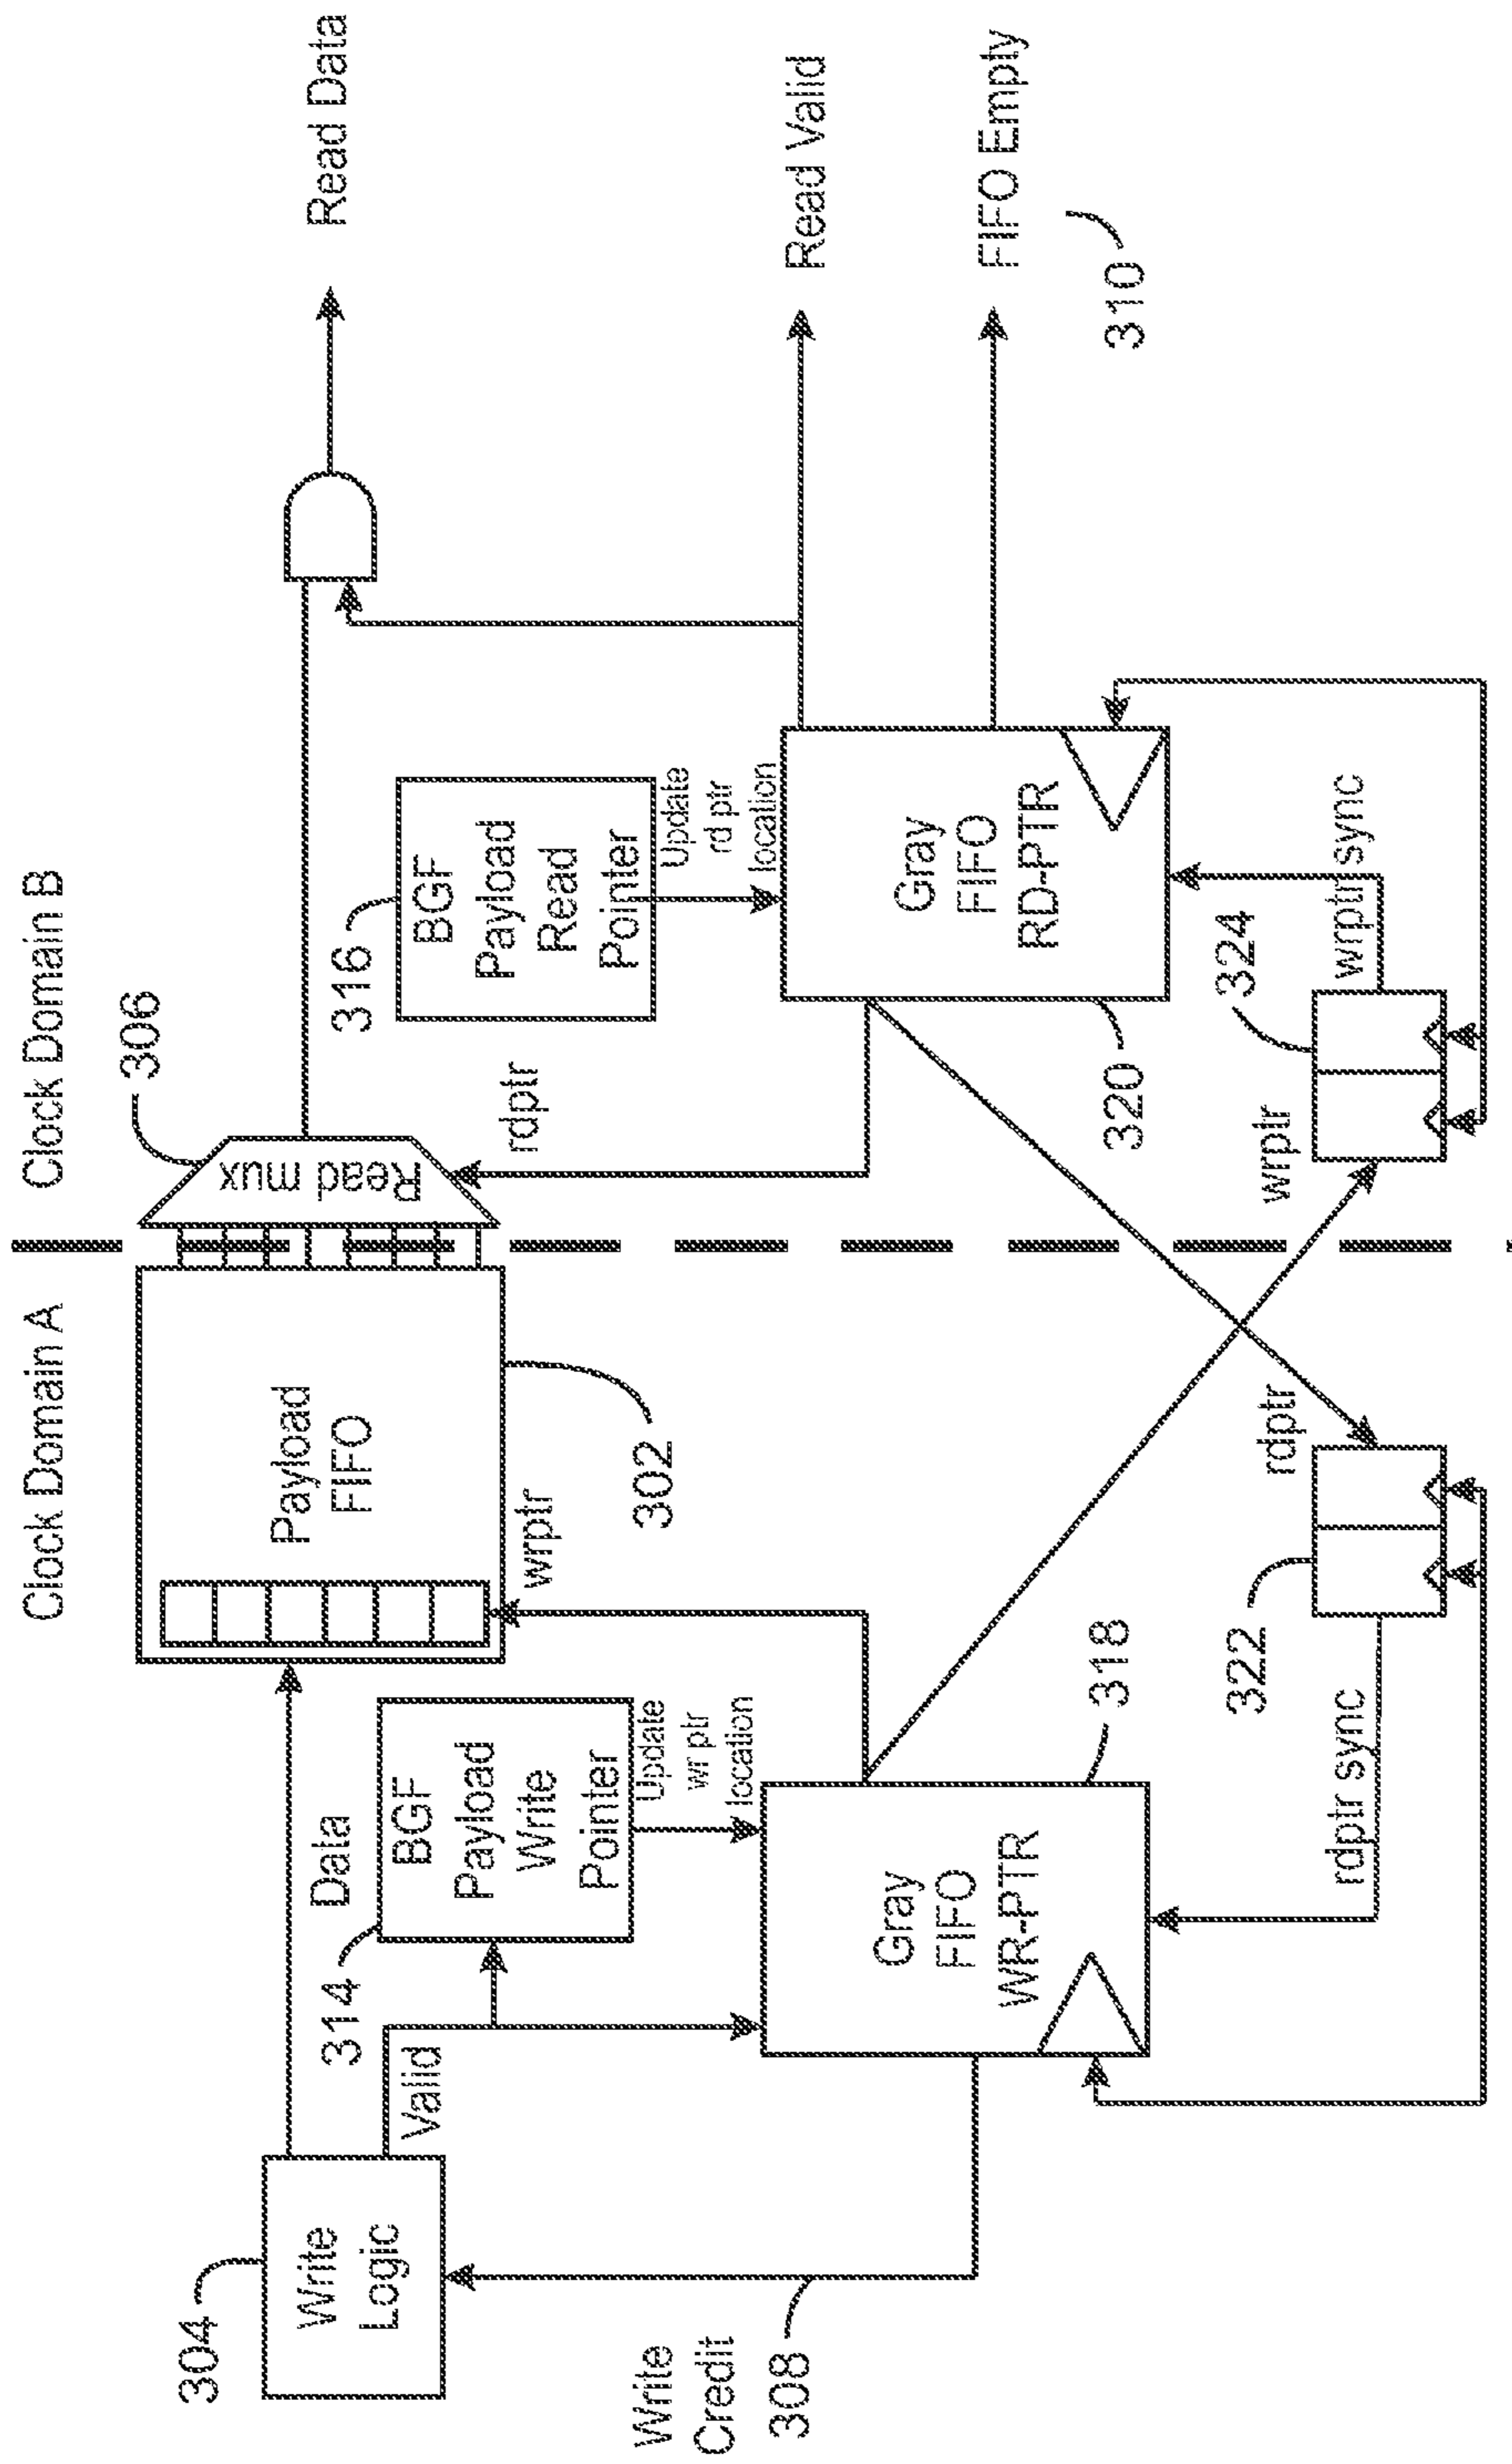 Clock Domain A
Clock Domain B
304
Write
Logic
Data
Valid
Write
Credit
308
314
BGF
Payload
Write
Pointer
Update
wr ptr
location
Gray
FIFO
WR-PTR
318
wrptr
Payload
FIFO
302
306
Read mux
rdptr
316
BGF
Payload
Read
Pointer
Update
rd ptr
location
Gray
FIFO
RD-PTR
320
rdptr sync
322
rdptr
wrptr
324
wrptr sync
Read Data
Read Valid
FIFO Empty
310